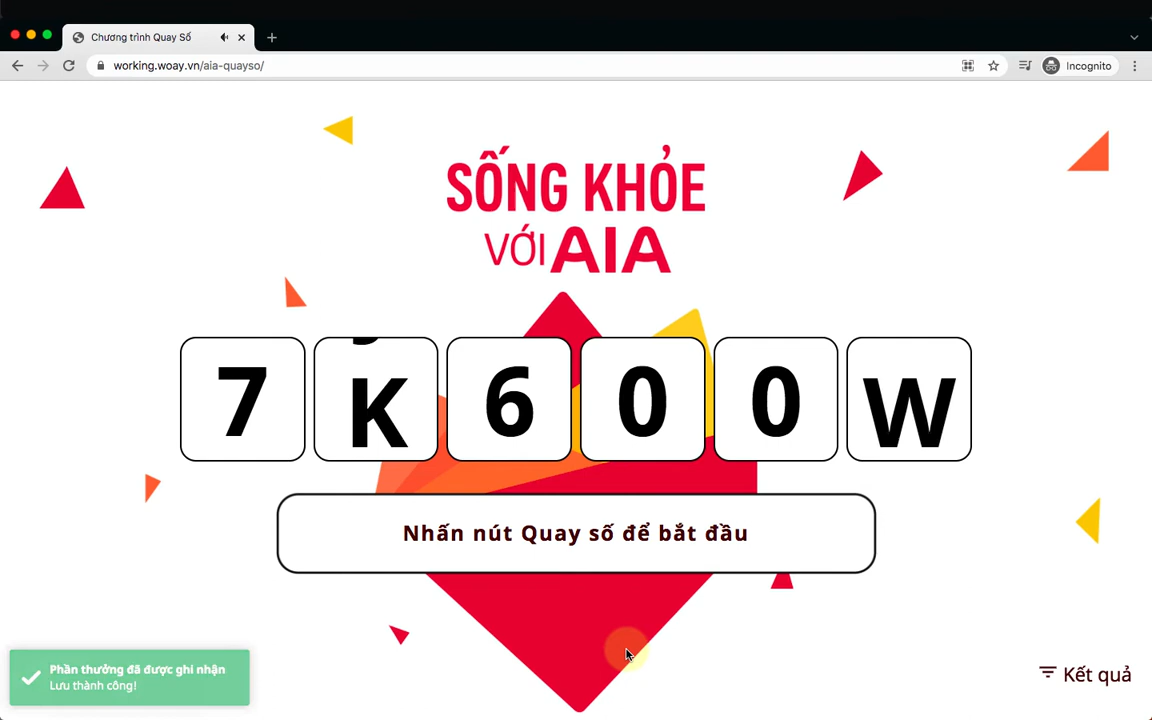 Chương trình Quay Số
working.woay.vn/aia-quayso/
Incognito
SỐNG KHỎE
VỚI AIA
7 K 6 0 0 W
Nhấn nút Quay số để bắt đầu
Phần thưởng đã được ghi nhận
Lưu thành công!
Kết quả